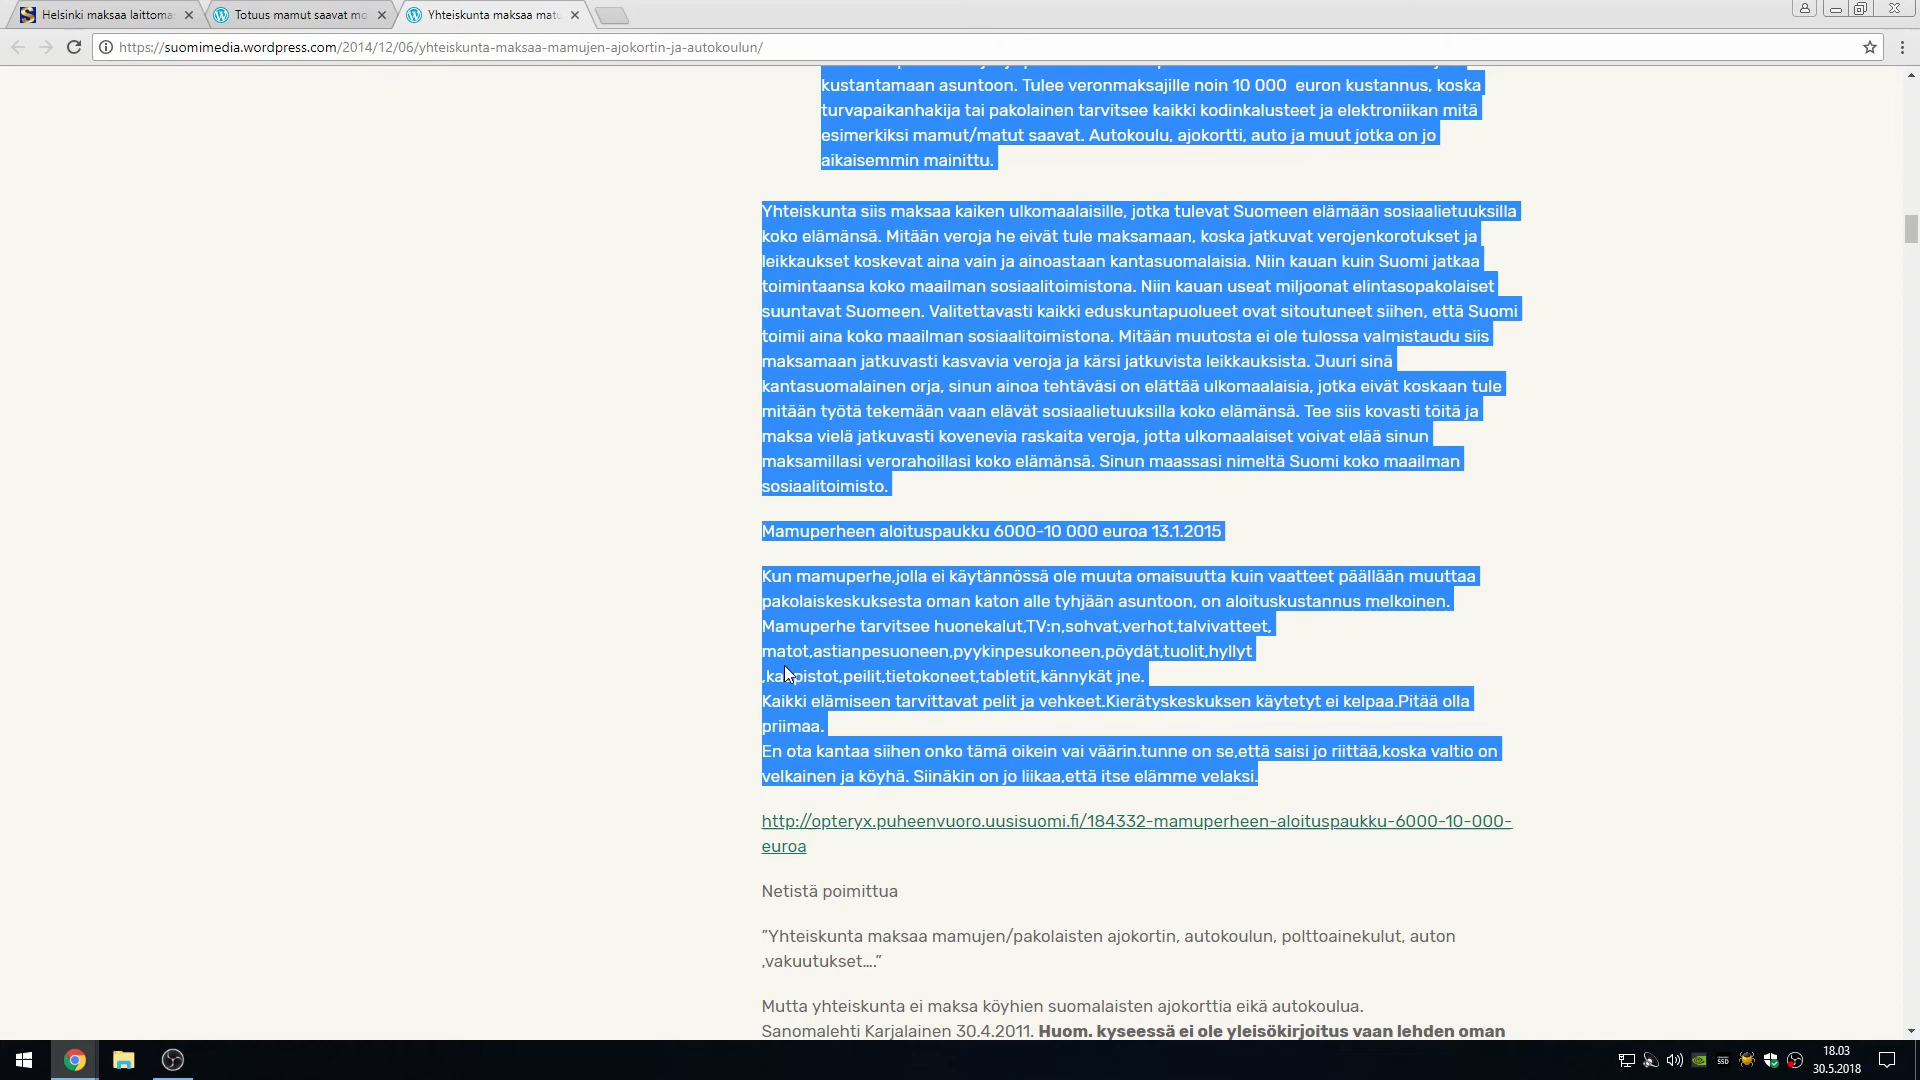 Helsinki maksaa laittomas
Totuus mamut saavat mo
Yhteiskunta maksaa matu
https://suomimedia.wordpress.com/2014/12/06/yhteiskunta-maksaa-mamujen-ajokortin-ja-autokoulun/
kustantamaan asuntoon. Tulee veronmaksajille noin 10 000 euron kustannus, koska
turvapaikanhakija tai pakolainen tarvitsee kaikki kodinkalusteet ja elektroniikan mitä
esimerkiksi mamut/matut saavat. Autokoulu, ajokortti, auto ja muut jotka on jo
aikaisemmin mainittu.
Yhteiskunta siis maksaa kaiken ulkomaalaisille, jotka tulevat Suomeen elämään sosiaalietuuksilla
koko elämänsä. Mitään veroja he eivät tule maksamaan, koska jatkuvat verojenkorotukset ja
leikkaukset koskevat aina vain ja ainoastaan kantasuomalaisia. Niin kauan kuin Suomi jatkaa
toimintaansa koko maailman sosiaalitoimistona. Niin kauan useat miljoonat elintasopakolaiset
suuntavat Suomeen. Valitettavasti kaikki eduskuntapuolueet ovat sitoutuneet siihen, että Suomi
toimii aina koko maailman sosiaalitoimistona. Mitään muutosta ei ole tulossa valmistaudu siis
maksamaan jatkuvasti kasvavia veroja ja kärsi jatkuvista leikkauksista. Juuri sinä
kantasuomalainen orja, sinun ainoa tehtäväsi on elättää ulkomaalaisia, jotka eivät koskaan tule
mitään työtä tekemään vaan elävät sosiaalietuuksilla koko elämänsä. Tee siis kovasti töitä ja
maksa vielä jatkuvasti kovenevia raskaita veroja, jotta ulkomaalaiset voivat elää sinun
maksamillasi verorahoillasi koko elämänsä. Sinun maassasi nimeltä Suomi koko maailman
sosiaalitoimisto.
Mamuperheen aloituspaukku 6000-10 000 euroa 13.1.2015
Kun mamuperhe,jolla ei käytännössä ole muuta omaisuutta kuin vaatteet päällään muuttaa
pakolaiskeskuksesta oman katon alle tyhjään asuntoon, on aloituskustannus melkoinen.
Mamuperhe tarvitsee huonekalut,TV:n,sohvat,verhot,talvivatteet,
matot,astianpesuoneen,pyykinpesukoneen,pöydät,tuolit,hyllyt
peilit,tietokoneet,tabletit,kännykät jne.
Kaikki elämiseen tarvittavat pelit ja vehkeet.Kierätyskeskuksen käytetyt ei kelpaa.Pitää olla
priimaa.
En ota kantaa siihen onko tämä oikein vai väärin.tunne on se,että saisi jo riittää,koska valtio on
velkainen ja köyhä. Siinäkin on jo liikaa,että itse elämme velaksi.
http://opteryx.puheenvuoro.uusisuomi.fi/184332-mamuperheen-aloituspaukku-6000-10-000-
euroa
Netistä poimittua
”Yhteiskunta maksaa mamujen/pakolaisten ajokortin, autokoulun, polttoainekulut, auton
,vakuutukset….”
Mutta yhteiskunta ei maksa köyhien suomalaisten ajokorttia eikä autokoulua.
Sanomalehti Karjalainen 30.4.2011. Huom. kyseessä ei ole yleisökirjoitus vaan lehden oman
SSD
18.03
30.5.2018